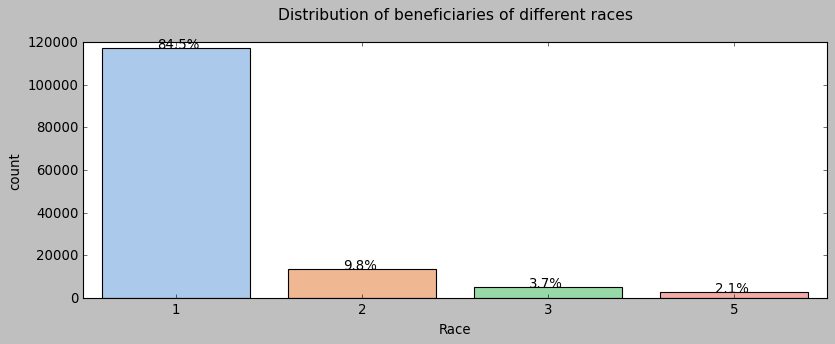 Distribution of beneficiaries of different races
120000
100000
80000
60000
40000
20000
0
count
84.5%
9.8%
3.7%
2.1%
1 2 3 5
Race